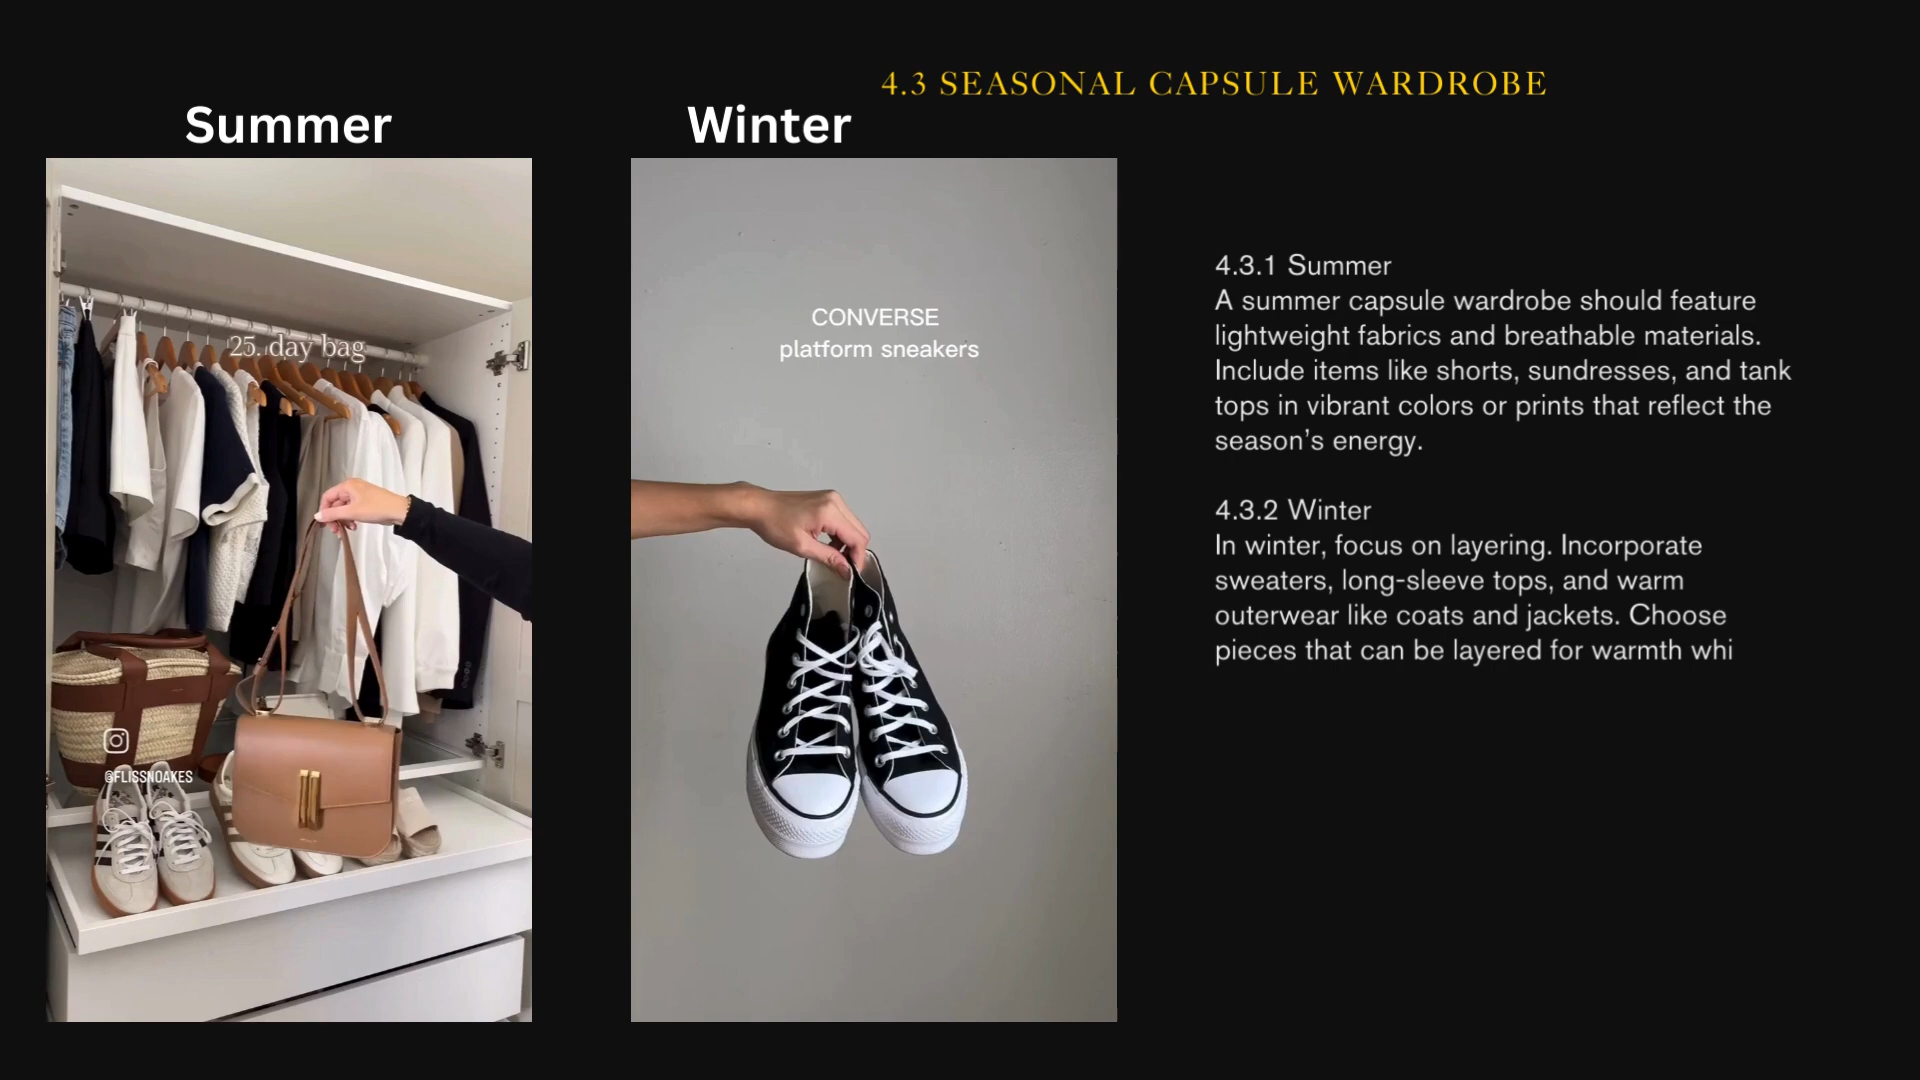 4.3 SEASONAL CAPSULE WARDROBE
Summer
Winter
25. day bag
@FLISSNOAKES
CONVERSE
platform sneakers
4.3.1 Summer
A summer capsule wardrobe should feature
lightweight fabrics and breathable materials.
Include items like shorts, sundresses, and tank
tops in vibrant colors or prints that reflect the
season’s energy.
4.3.2 Winter
In winter, focus on layering. Incorporate
sweaters, long-sleeve tops, and warm
outerwear like coats and jackets. Choose
pieces that can be layered for warmth whi